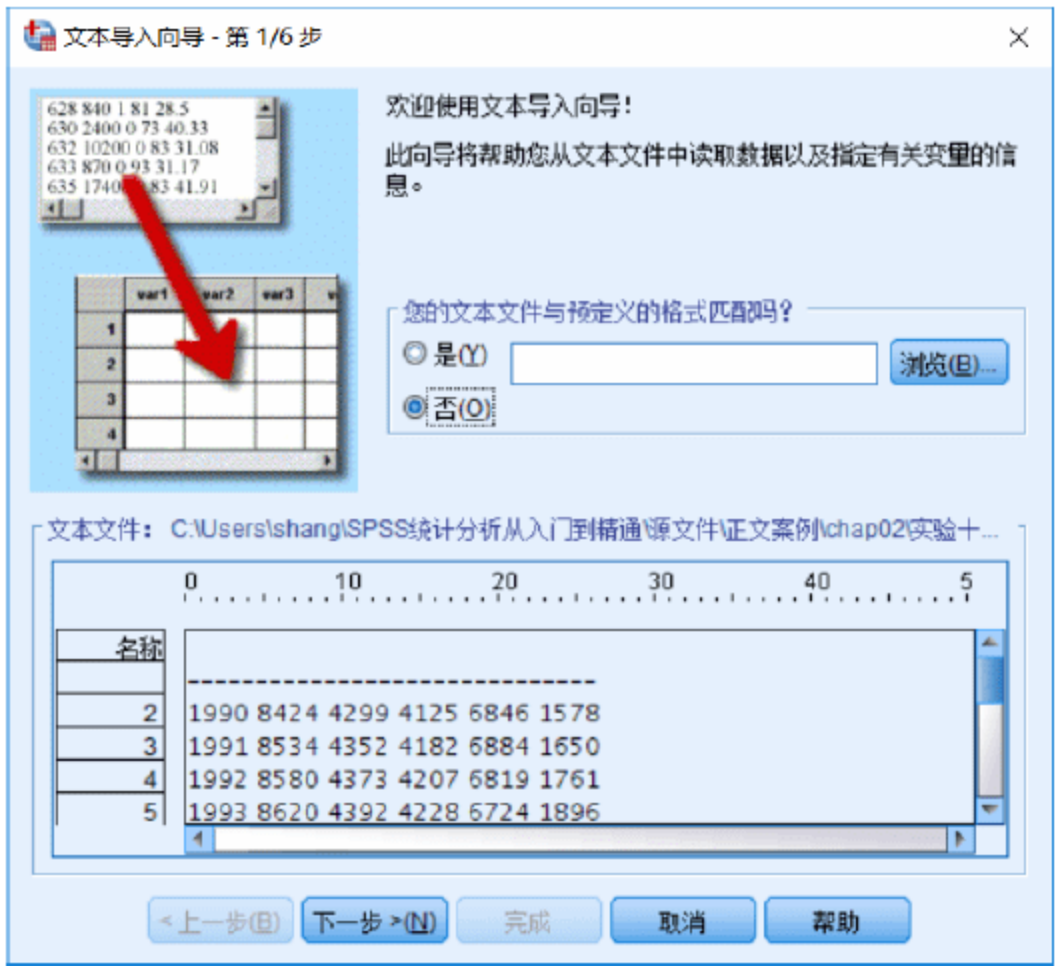 文本导入向导 - 第 1/6 步
628 840 1 81 28.5
630 2400 0 73 40.33
632 10200 0 83 31.08
633 870 0 93 31.17
635 1740 83 41.91
var1 var2 var3 v
1
2
3
4
欢迎使用文本导入向导!
此向导将帮助您从文本文件中读取数据以及指定有关变量的信
息。
您的文本文件与预定义的格式匹配吗?
是(Y)
浏览(B)...
否(O)
文本文件: C:\Users\shang\SPSS统计分析从入门到精通\源文件\正文案例\chap02\实验十...
0 10 20 30 40 5
名称
-------------------------------
2 1990 8424 4299 4125 6846 1578
3 1991 8534 4352 4182 6884 1650
4 1992 8580 4373 4207 6819 1761
5 1993 8620 4392 4228 6724 1896
<上一步(B) 下一步 >(N) 完成 取消 帮助